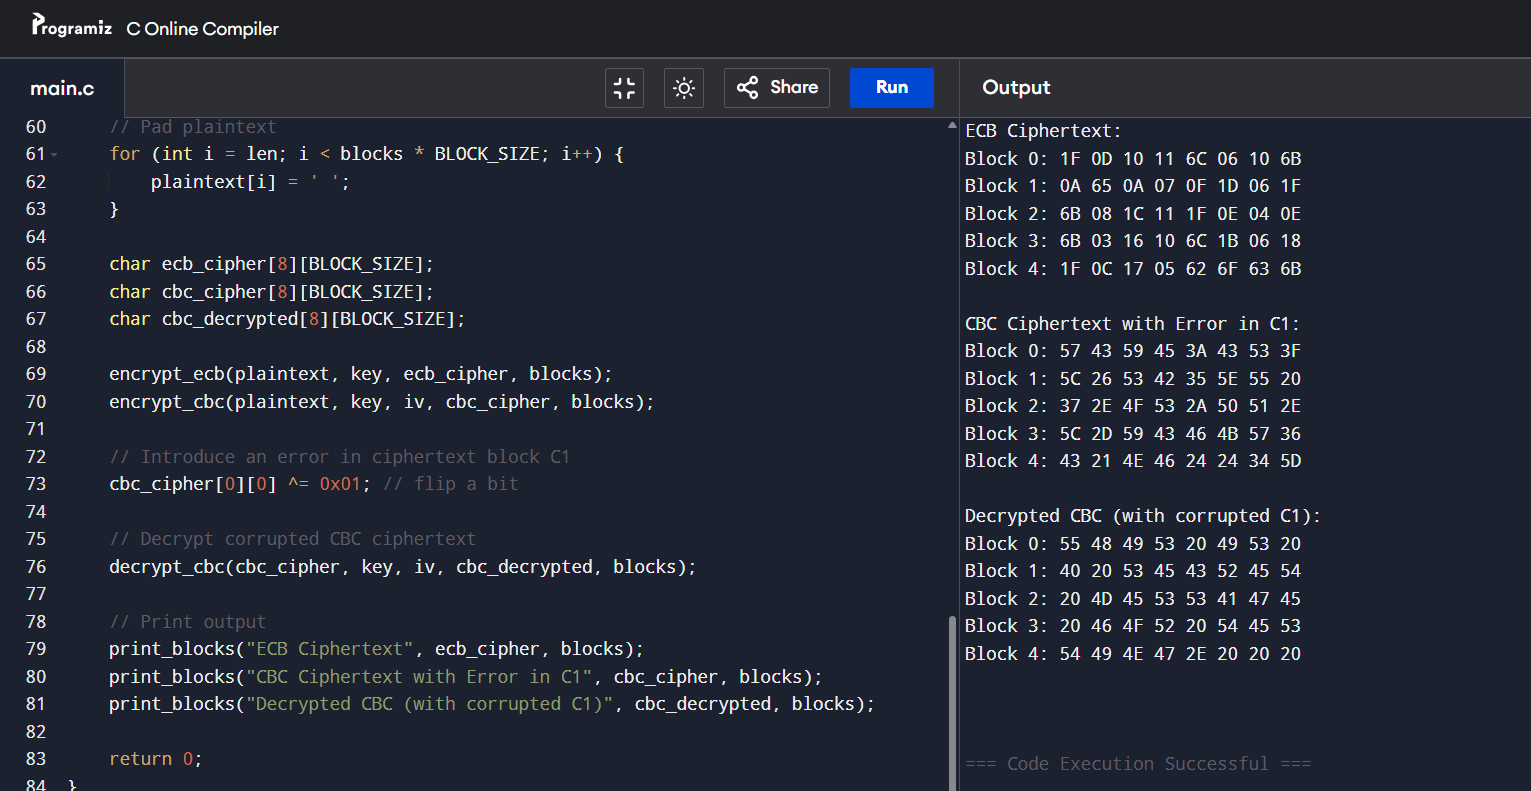 Programiz C Online Compiler
main.c
Share
Run
Output
60 // Pad plaintext
61 for (int i = len; i < blocks * BLOCK_SIZE; i++) {
62 plaintext[i] = ' ';
63 }
64
65 char ecb_cipher[8][BLOCK_SIZE];
66 char cbc_cipher[8][BLOCK_SIZE];
67 char cbc_decrypted[8][BLOCK_SIZE];
68
69 encrypt_ecb(plaintext, key, ecb_cipher, blocks);
70 encrypt_cbc(plaintext, key, iv, cbc_cipher, blocks);
71
72 // Introduce an error in ciphertext block C1
73 cbc_cipher[0][0] ^= 0x01; // flip a bit
74
75 // Decrypt corrupted CBC ciphertext
76 decrypt_cbc(cbc_cipher, key, iv, cbc_decrypted, blocks);
77
78 // Print output
79 print_blocks("ECB Ciphertext", ecb_cipher, blocks);
80 print_blocks("CBC Ciphertext with Error in C1", cbc_cipher, blocks);
81 print_blocks("Decrypted CBC (with corrupted C1)", cbc_decrypted, blocks);
82
83 return 0;
84 }
ECB Ciphertext:
Block 0: 1F 0D 10 11 6C 06 10 6B
Block 1: 0A 65 0A 07 0F 1D 06 1F
Block 2: 6B 08 1C 11 1F 0E 04 0E
Block 3: 6B 03 16 10 6C 1B 06 18
Block 4: 1F 0C 17 05 62 6F 63 6B
CBC Ciphertext with Error in C1:
Block 0: 57 43 59 45 3A 43 53 3F
Block 1: 5C 26 53 42 35 5E 55 20
Block 2: 37 2E 4F 53 2A 50 51 2E
Block 3: 5C 2D 59 43 46 4B 57 36
Block 4: 43 21 4E 46 24 24 34 5D
Decrypted CBC (with corrupted C1):
Block 0: 55 48 49 53 20 49 53 20
Block 1: 40 20 53 45 43 52 45 54
Block 2: 20 4D 45 53 53 41 47 45
Block 3: 20 46 4F 52 20 54 45 53
Block 4: 54 49 4E 47 2E 20 20 20
=== Code Execution Successful ===